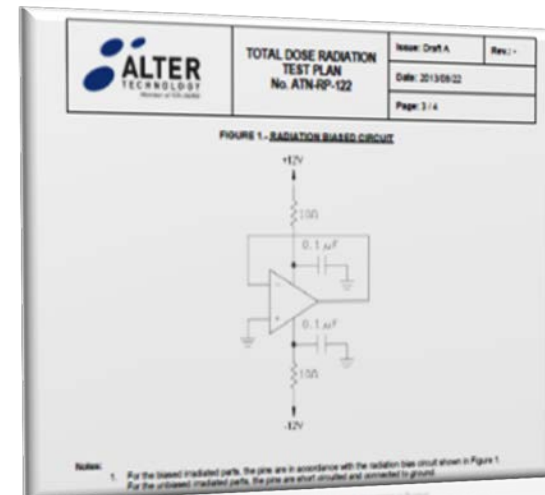 ALTER
TECHNOLOGY
TOTAL DOSE RADIATION
TEST PLAN
No. ATN-RP-122
Issue: Draft A
Rev.: -
Date: 2013/08/22
Page: 3 / 4
FIGURE 1.- RADIATION BIASED CIRCUIT
+12V
10Ω
0.1 µF
-
+
0.1 µF
10Ω
-12V
Notes:
1. For the biased irradiated parts, the pins are in accordance with the radiation bias circuit shown in Figure 1.
For the unbiased irradiated parts, the pins are short circuited and connected to ground.